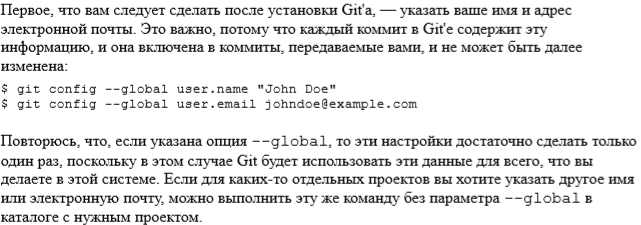 Первое, что вам следует сделать после установки Git'а, — указать ваше имя и адрес
электронной почты. Это важно, потому что каждый коммит в Git'е содержит эту
информацию, и она включена в коммиты, передаваемые вами, и не может быть далее
изменена:
$ git config --global user.name "John Doe"
$ git config --global user.email johndoe@example.com
Повторюсь, что, если указана опция --global, то эти настройки достаточно сделать только
один раз, поскольку в этом случае Git будет использовать эти данные для всего, что вы
делаете в этой системе. Если для каких-то отдельных проектов вы хотите указать другое имя
или электронную почту, можно выполнить эту же команду без параметра --global в
каталоге с нужным проектом.